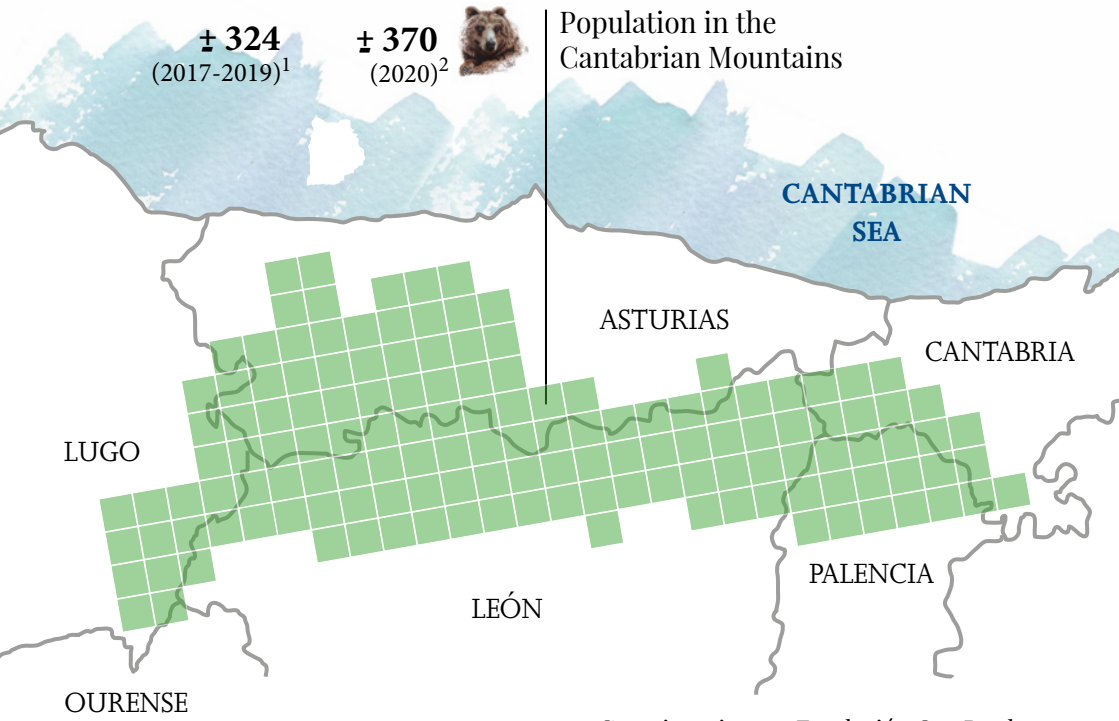 ± 324
(2017-2019)1
± 370
(2020)2
Population in the
Cantabrian Mountains
CANTABRIAN
SEA
ASTURIAS
CANTABRIA
LUGO
PALENCIA
LEÓN
OURENSE